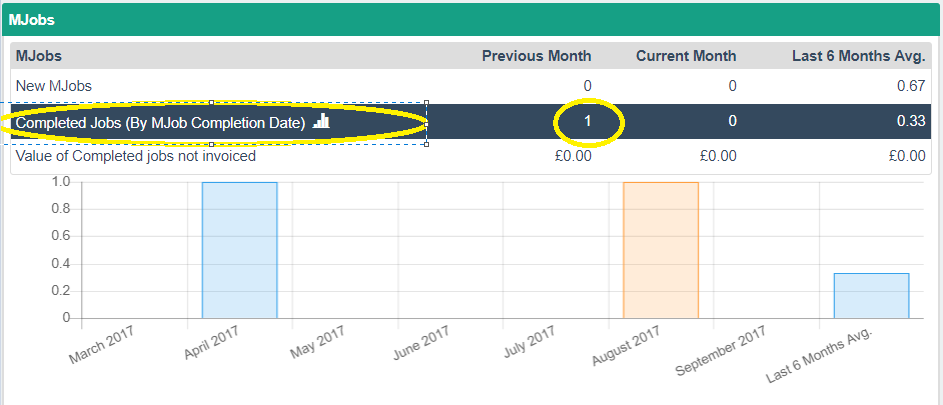 MJobs
MJobs Previous Month Current Month Last 6 Months Avg.
New MJobs 0 0 0.67
Completed Jobs (By MJob Completion Date) 1 0 0.33
Value of Completed jobs not invoiced £0.00 £0.00 £0.00
1.0
0.8
0.6
0.4
0.2
0
March 2017 April 2017 May 2017 June 2017 July 2017 August 2017 September 2017 Last 6 Months Avg.